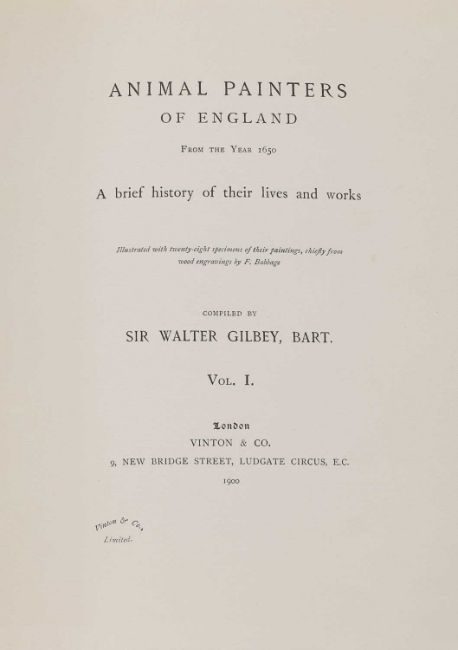 ANIMAL PAINTERS
OF ENGLAND
FROM THE YEAR 1650
A brief history of their lives and works
Illustrated with twenty-eight specimens of their paintings, chiefly from
wood engravings by F. Babbage
COMPILED BY
SIR WALTER GILBEY, BART.
VOL. I.
London
VINTON & CO.
9, NEW BRIDGE STREET, LUDGATE CIRCUS, E.C.
1900
Vinton & Co.,
Limited.